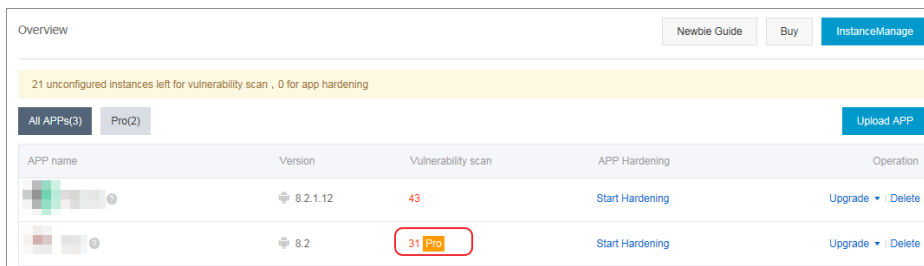 Overview
Newbie Guide
Buy
InstanceManage
21 unconfigured instances left for vulnerability scan , 0 for app hardening
All APPs(3)
Pro(2)
Upload APP
APP name Version Vulnerability scan APP Hardening Operation
? 8.2.1.12 43 Start Hardening Upgrade | Delete
? 8.2 31 Pro Start Hardening Upgrade | Delete